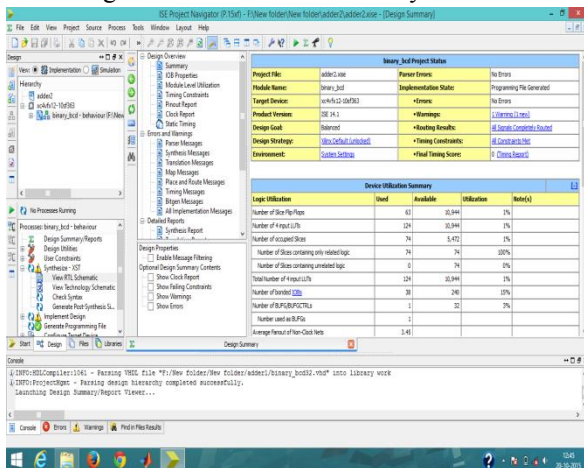 ISE Project Navigator (P.15xf) - F:\New folder\New folder\adder2\adder2.xise - [Design Summary]
File Edit View Project Source Process Tools Window Layout Help
Design
View: Implementation Simulation
Hierarchy
adder2
xc4vfx12-10sf363
binary_bcd - behaviour (F:\New
No Processes Running
Processes: binary_bcd - behaviour
Design Summary/Reports
Design Utilities
User Constraints
Synthesize - XST
View RTL Schematic
View Technology Schematic
Check Syntax
Generate Post-Synthesis Si...
Implement Design
Generate Programming File
Configure Target Device
Start Design Files Libraries
Design Overview
Summary
IOB Properties
Module Level Utilization
Timing Constraints
Pinout Report
Clock Report
Static Timing
Errors and Warnings
Parser Messages
Synthesis Messages
Translation Messages
Map Messages
Place and Route Messages
Timing Messages
Bitgen Messages
All Implementation Messages
Detailed Reports
Synthesis Report
Design Properties
Enable Message Filtering
Optional Design Summary Contents
Show Clock Report
Show Failing Constraints
Show Warnings
Show Errors
Design Summary
binary_bcd Project Status
Project File: adder2.xise Parser Errors: No Errors
Module Name: binary_bcd Implementation State: Programming File Generated
Target Device: xc4vfx12-10sf363 •Errors: No Errors
Product Version: ISE 14.1 •Warnings: 1 Warning (1 new)
Design Goal: Balanced •Routing Results: All Signals Completely Routed
Design Strategy: Xilinx Default (unlocked) •Timing Constraints: All Constraints Met
Environment: System Settings •Final Timing Score: 0 (Timing Report)
Device Utilization Summary [-]
Logic Utilization Used Available Utilization Note(s)
Number of Slice Flip Flops 63 10,944 1%
Number of 4 input LUTs 124 10,944 1%
Number of occupied Slices 74 5,472 1%
Number of Slices containing only related logic 74 74 100%
Number of Slices containing unrelated logic 0 74 0%
Total Number of 4 input LUTs 124 10,944 1%
Number of bonded IOBs 38 240 15%
Number of BUFG/BUFGCTRLs 1 32 3%
Number used as BUFGs 1
Average Fanout of Non-Clock Nets 3.45
Console
INFO:HDLCompiler:1061 - Parsing VHDL file "F:/New folder/New folder/adder1/binary_bcd32.vhd" into library work
INFO:ProjectMgmt - Parsing design hierarchy completed successfully.
Launching Design Summary/Report Viewer...
Console Errors Warnings Find in Files Results
12:43